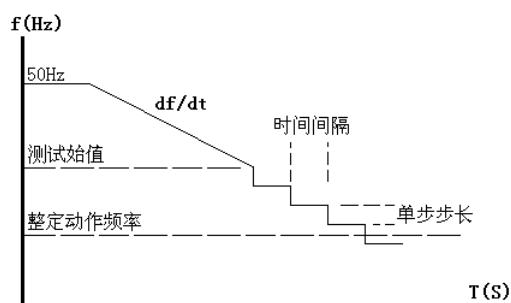 f(Hz)
50Hz
df/dt
时间间隔
测试始值
单步步长
整定动作频率
T(S)